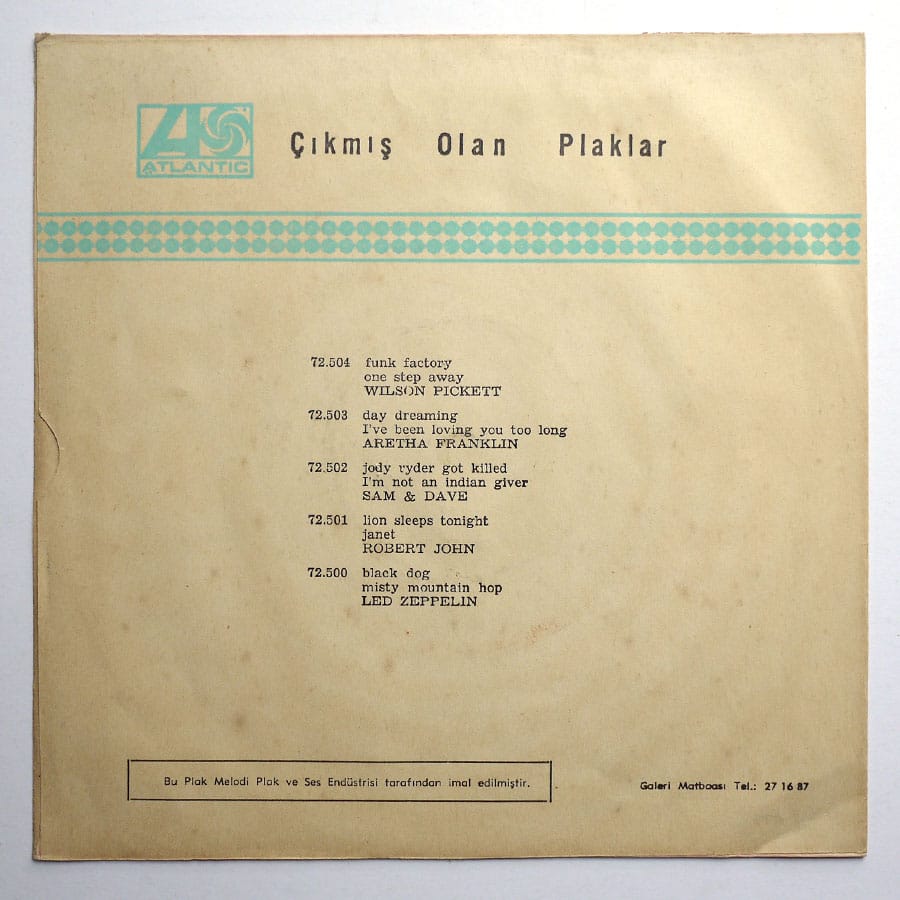 ATLANTIC
Çıkmış Olan Plaklar
72.504 funk factory
one step away
WILSON PICKETT
72.503 day dreaming
I've been loving you too long
ARETHA FRANKLIN
72.502 jody ryder got killed
I'm not an indian giver
SAM & DAVE
72.501 lion sleeps tonight
janet
ROBERT JOHN
72.500 black dog
misty mountain hop
LED ZEPPELIN
Bu Plak Melodi Plak ve Ses Endüstrisi tarafından imal edilmiştir.
Galeri Matbaası Tel.: 27 16 87